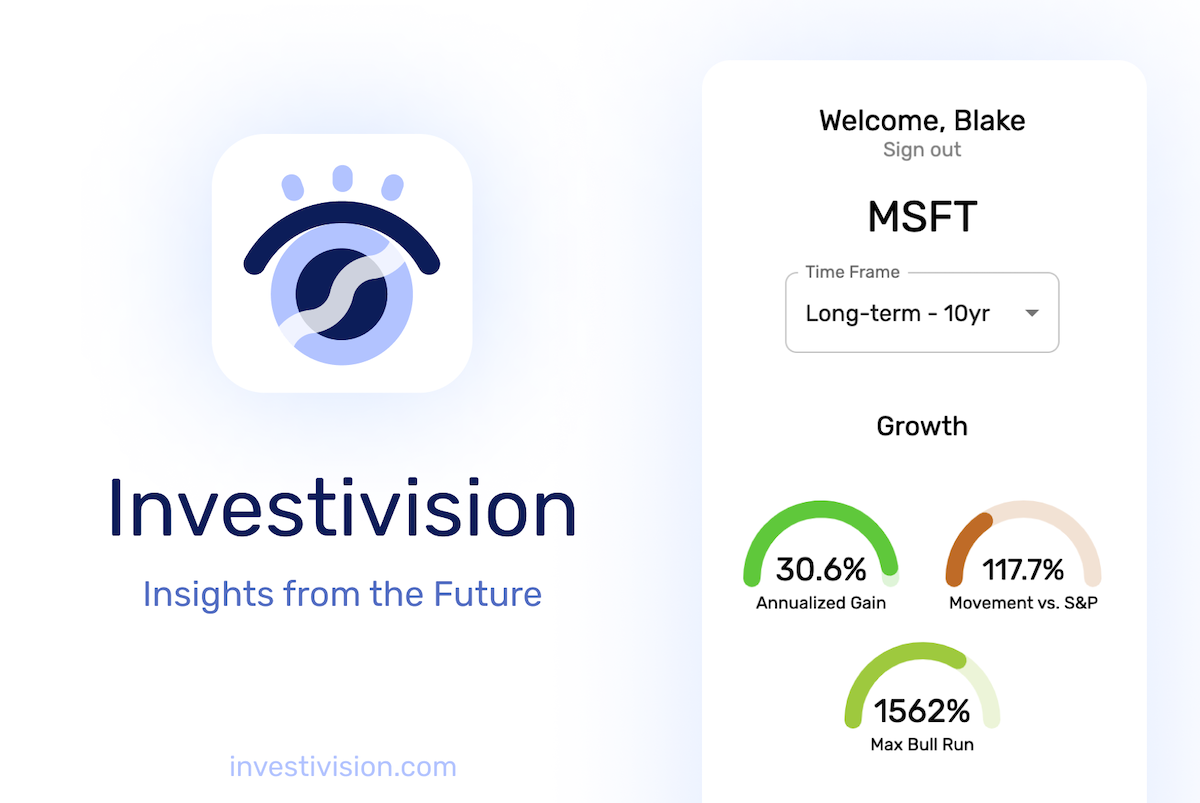 Investivision
Insights from the Future
investivision.com
Welcome, Blake
Sign out
MSFT
Time Frame
Long-term - 10yr
Growth
30.6%
Annualized Gain
117.7%
Movement vs. S&P
1562%
Max Bull Run